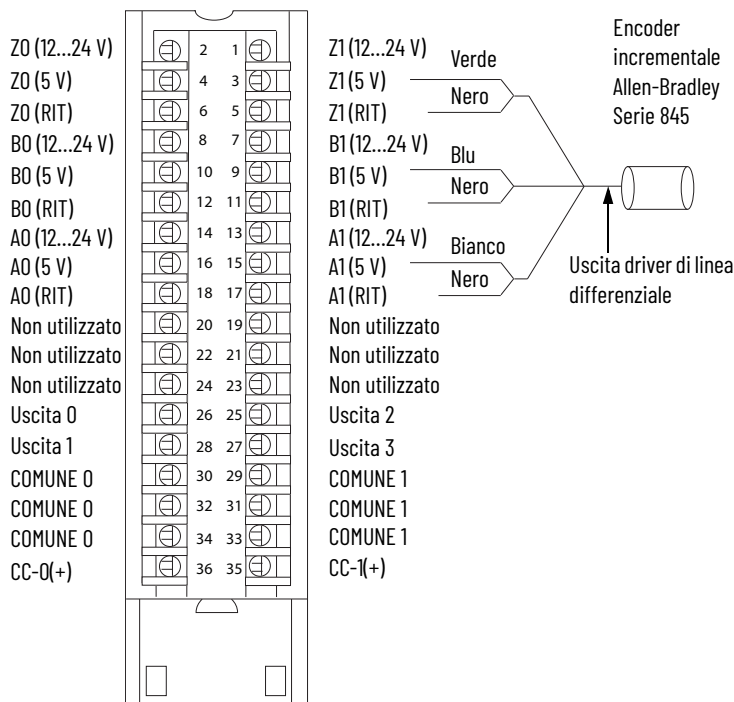 Z0 (12...24 V)
Z0 (5 V)
Z0 (RIT)
B0 (12...24 V)
B0 (5 V)
B0 (RIT)
A0 (12...24 V)
A0 (5 V)
A0 (RIT)
Non utilizzato
Non utilizzato
Non utilizzato
Uscita 0
Uscita 1
COMUNE 0
COMUNE 0
COMUNE 0
CC-0(+)
2 1
4 3
6 5
8 7
10 9
12 11
14 13
16 15
18 17
20 19
22 21
24 23
26 25
28 27
30 29
32 31
34 33
36 35
Z1 (12...24 V)
Z1 (5 V)
Z1 (RIT)
B1 (12...24 V)
B1 (5 V)
B1 (RIT)
A1 (12...24 V)
A1 (5 V)
A1 (RIT)
Non utilizzato
Non utilizzato
Non utilizzato
Uscita 2
Uscita 3
COMUNE 1
COMUNE 1
COMUNE 1
CC-1(+)
Verde
Nero
Blu
Nero
Bianco
Nero
Encoder
incrementale
Allen-Bradley
Serie 845
Uscita driver di linea
differenziale